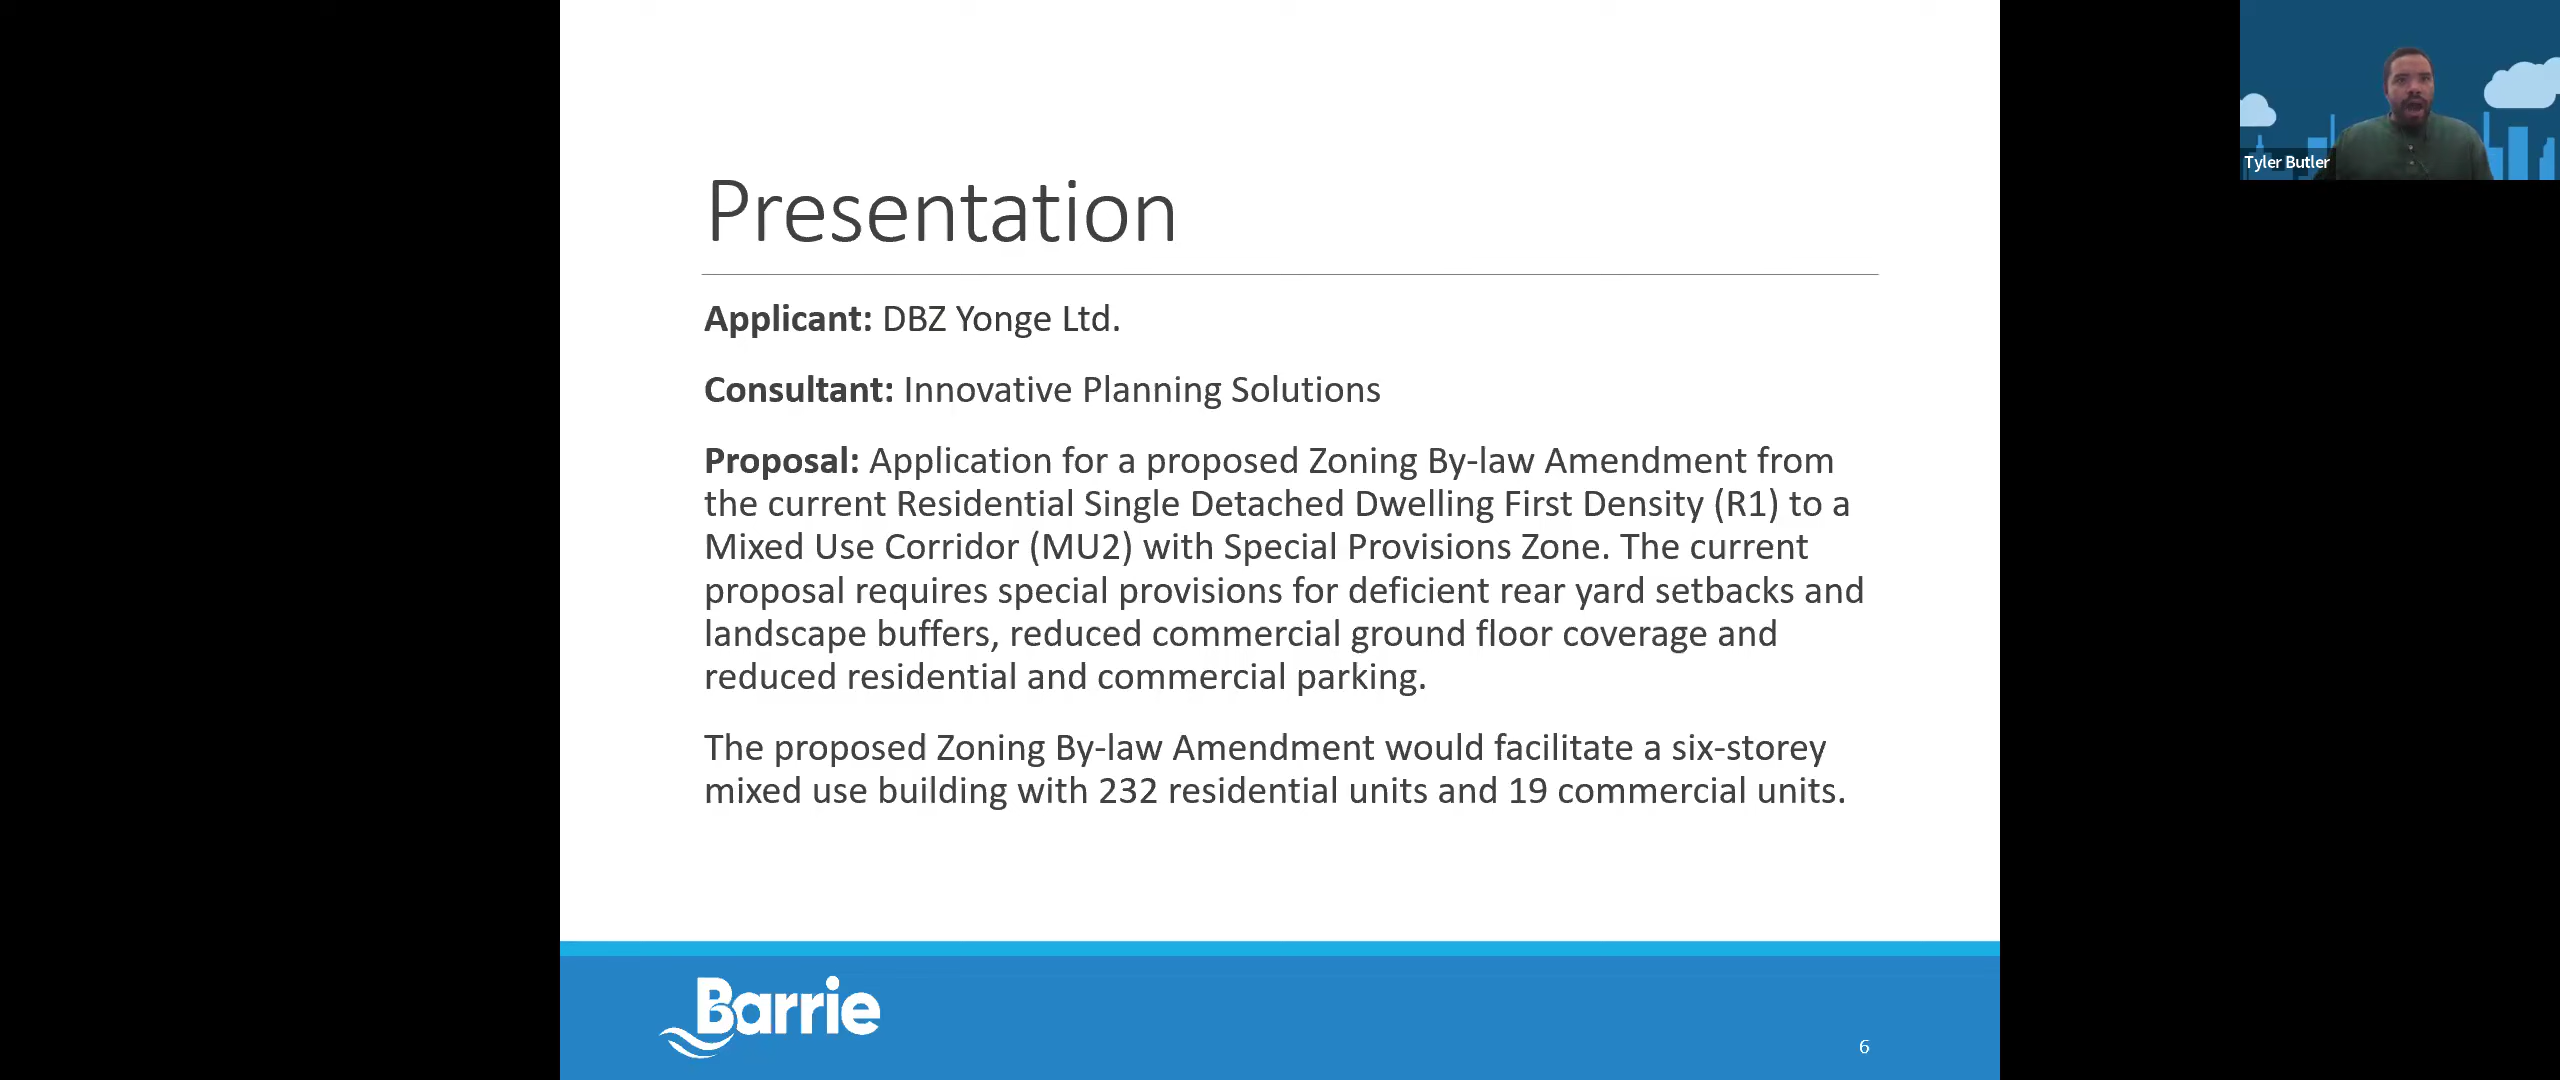 Presentation
Applicant: DBZ Yonge Ltd.
Consultant: Innovative Planning Solutions
Proposal: Application for a proposed Zoning By-law Amendment from
the current Residential Single Detached Dwelling First Density (R1) to a
Mixed Use Corridor (MU2) with Special Provisions Zone. The current
proposal requires special provisions for deficient rear yard setbacks and
landscape buffers, reduced commercial ground floor coverage and
reduced residential and commercial parking.
The proposed Zoning By-law Amendment would facilitate a six-storey
mixed use building with 232 residential units and 19 commercial units.
Barrie
6
Tyler Butler